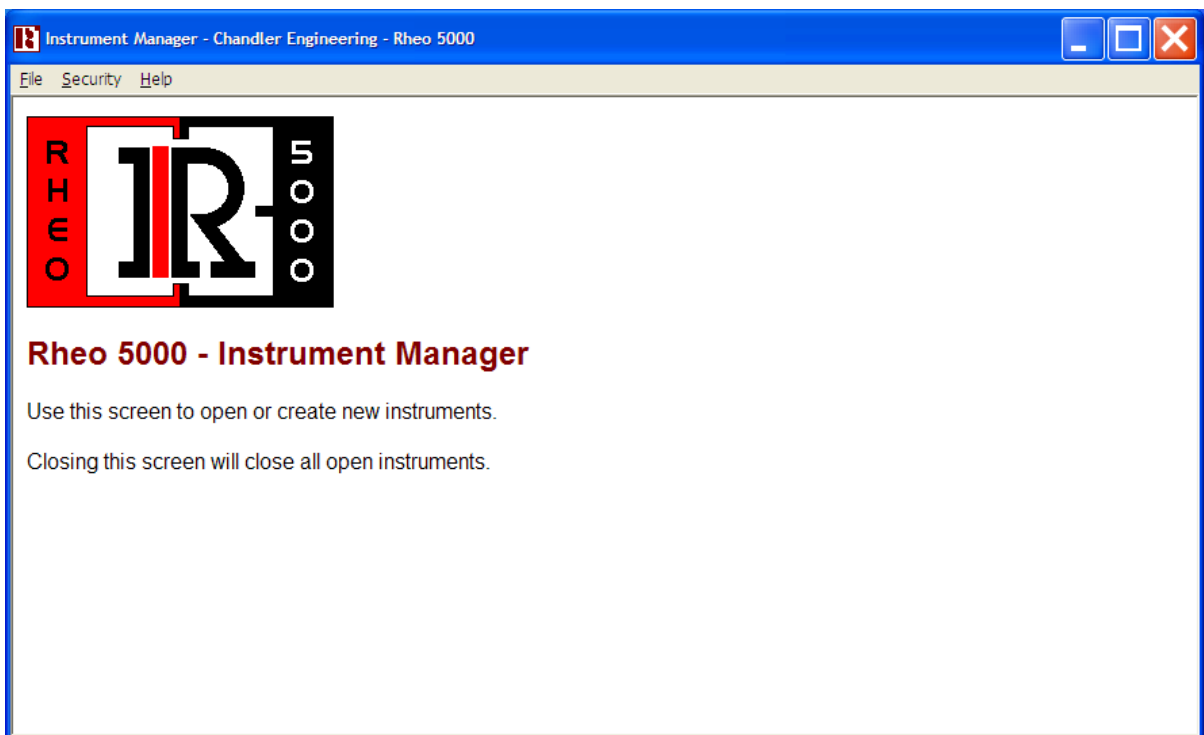 Instrument Manager - Chandler Engineering - Rheo 5000
File Security Help
RHEO
R
5000
Rheo 5000 - Instrument Manager
Use this screen to open or create new instruments.
Closing this screen will close all open instruments.